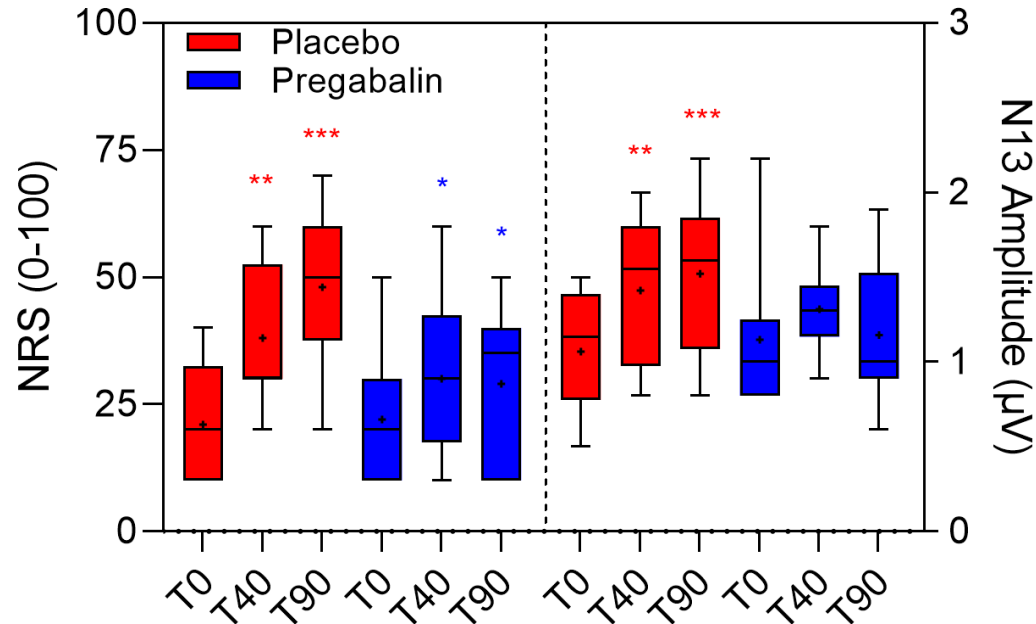 100
75
50
25
0
NRS (0-100)
Placebo
Pregabalin
**
***
*
*
**
***
3
2
1
0
N13 Amplitude (µV)
T0
T40
T90
T0
T40
T90
T0
T40
T90
T0
T40
T90